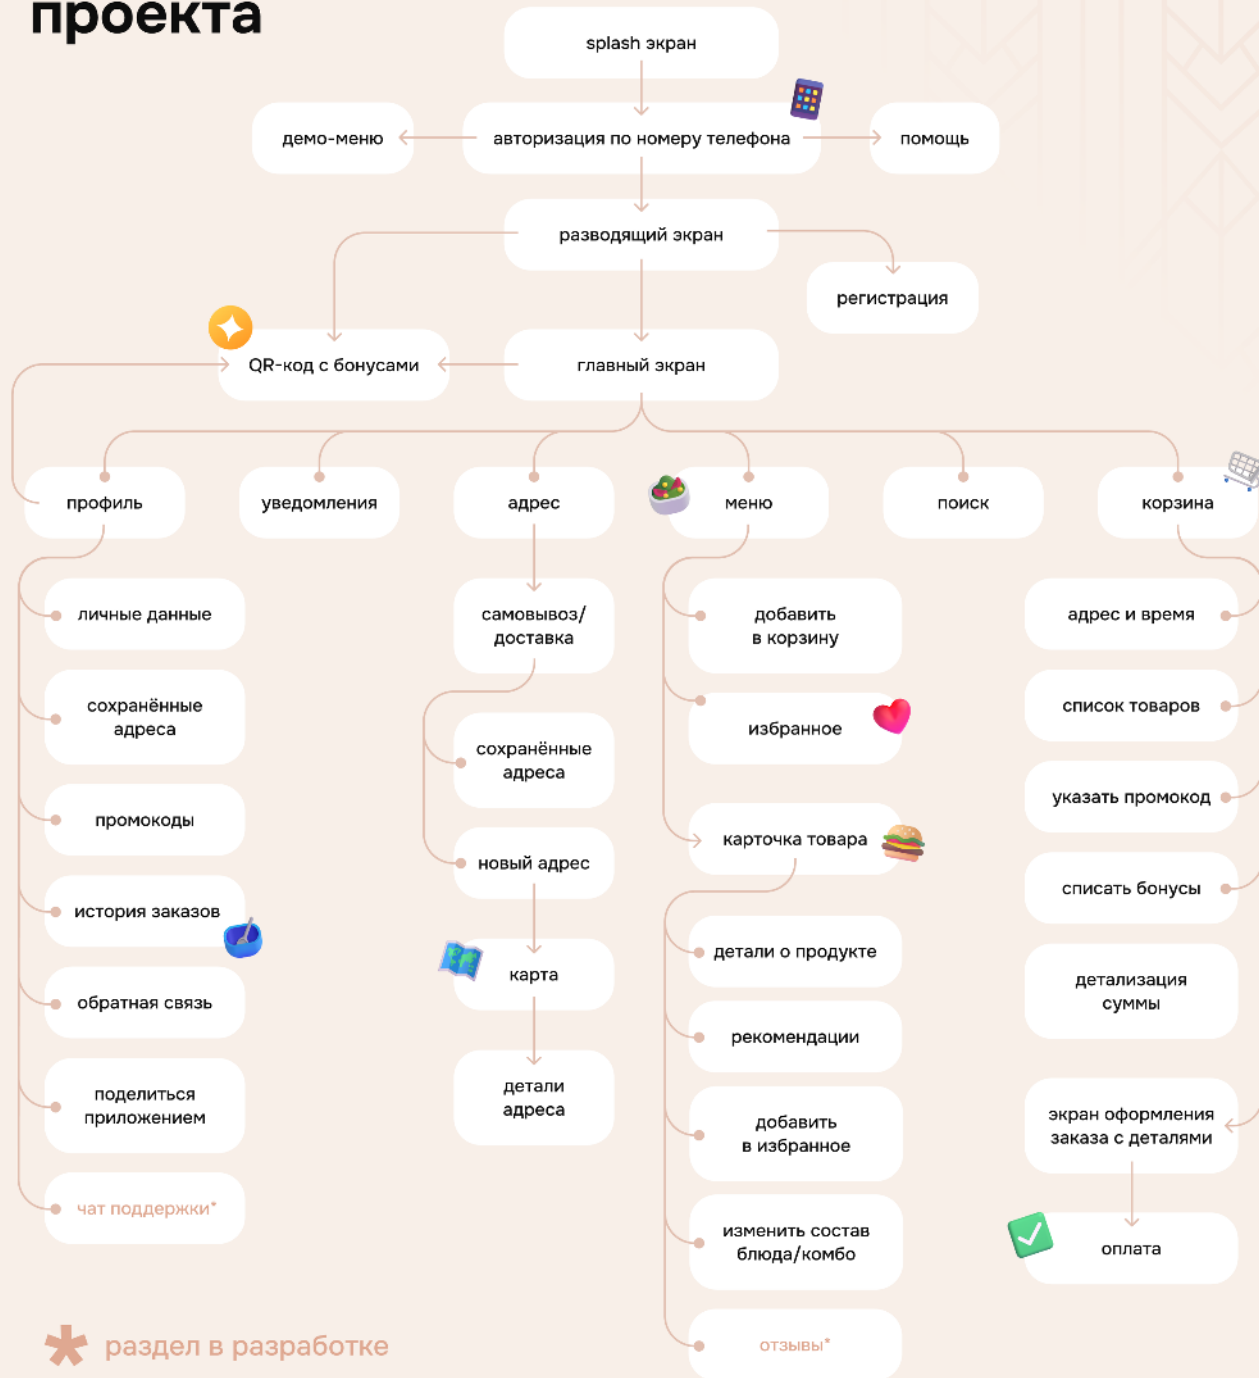 проекта
splash экран
демо-меню
авторизация по номеру телефона
помощь
разводящий экран
регистрация
QR-код с бонусами
главный экран
профиль
уведомления
адрес
меню
поиск
корзина
личные данные
сохранённые
адреса
промокоды
история заказов
обратная связь
поделиться
приложением
чат поддержки*
самовывоз/
доставка
сохранённые
адреса
новый адрес
карта
детали
адреса
добавить
в корзину
избранное
карточка товара
детали о продукте
рекомендации
добавить
в избранное
изменить состав
блюда/комбо
отзывы*
адрес и время
список товаров
указать промокод
списать бонусы
детализация
суммы
экран оформления
заказа с деталями
оплата
* раздел в разработке